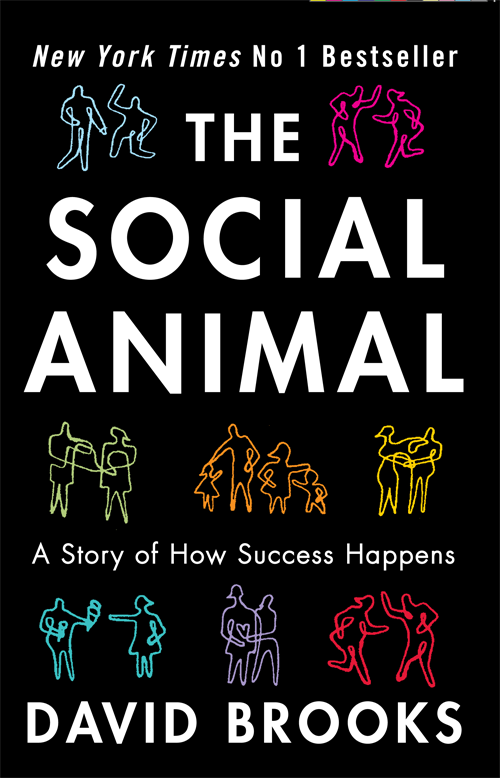 New York Times No 1 Bestseller
THE
SOCIAL
ANIMAL
A Story of How Success Happens
DAVID BROOKS